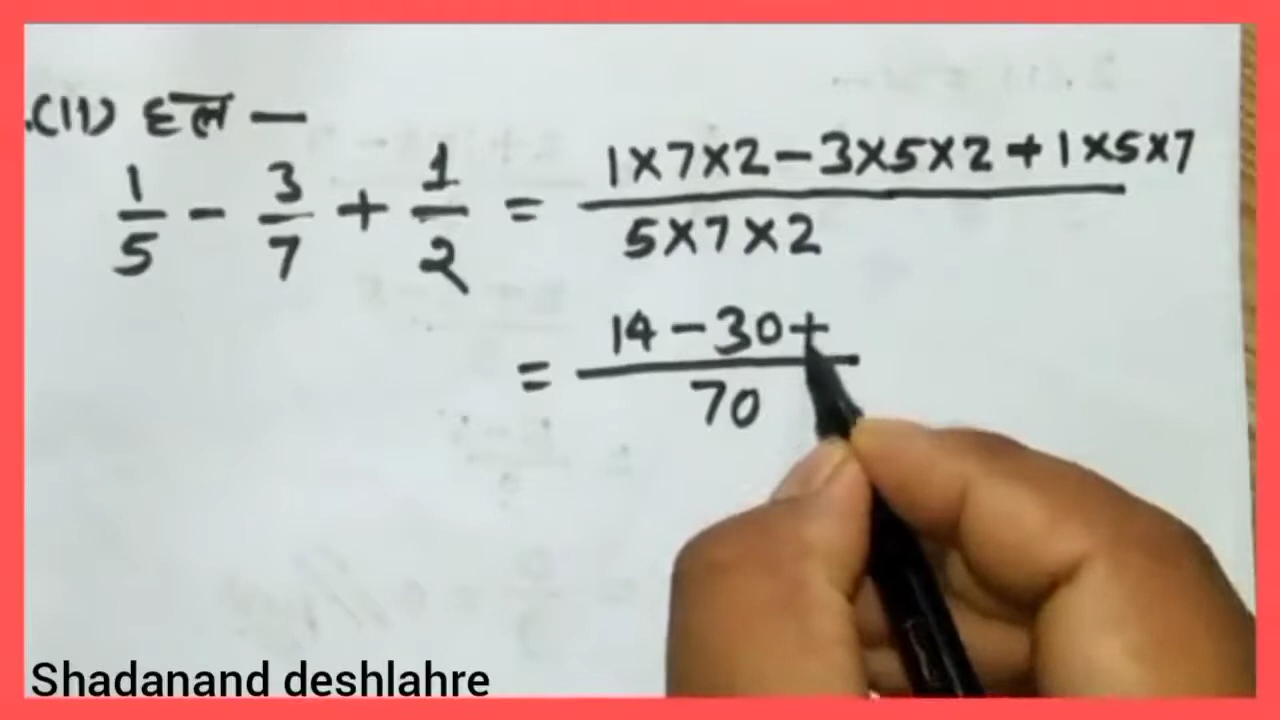 .(11) हल —
1/5 - 3/7 + 1/2 = 1×7×2-3×5×2+1×5×7 / 5×7×2
= 14-30+ / 70
Shadanand deshlahre